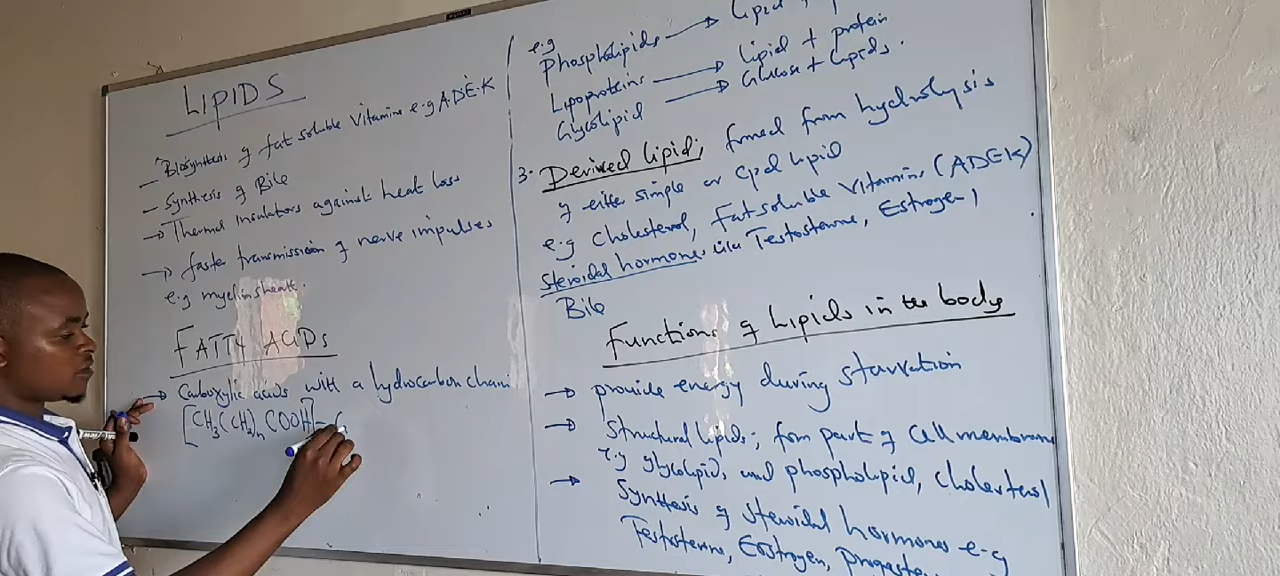 LIPIDS
Biosynthesis of fat soluble Vitamins e.g A.D.E.K
– Synthesis of Bile
→ Thermal Insulators against heat loss
→ faster transmission of nerve impulses
e.g myelinsheath.
FATTY ACIDS
→ Carboxylic acids with a hydrocarbon chain
[CH3(CH2)n COOH] –
e.g
Phospholipids → Lipid
Lipoproteins → Lipid + protein
Glycolipid → Glucose + Lipids.
3. Derived lipid; formed from hydrolysis
of either simple or cpd lipid
e.g Cholesterol, Fat soluble Vitamins (ADEK)
Steroidal hormones like Testosterone, Estrogen,
Bile
Functions of Lipids in the body
→ provide energy during starvation
→ Structural lipids; form part of cell membrane
e.g glycolipid, and phospholipid, cholesterol
→ Synthesis of steroidal hormones e.g
Testosterone, Estrogen,